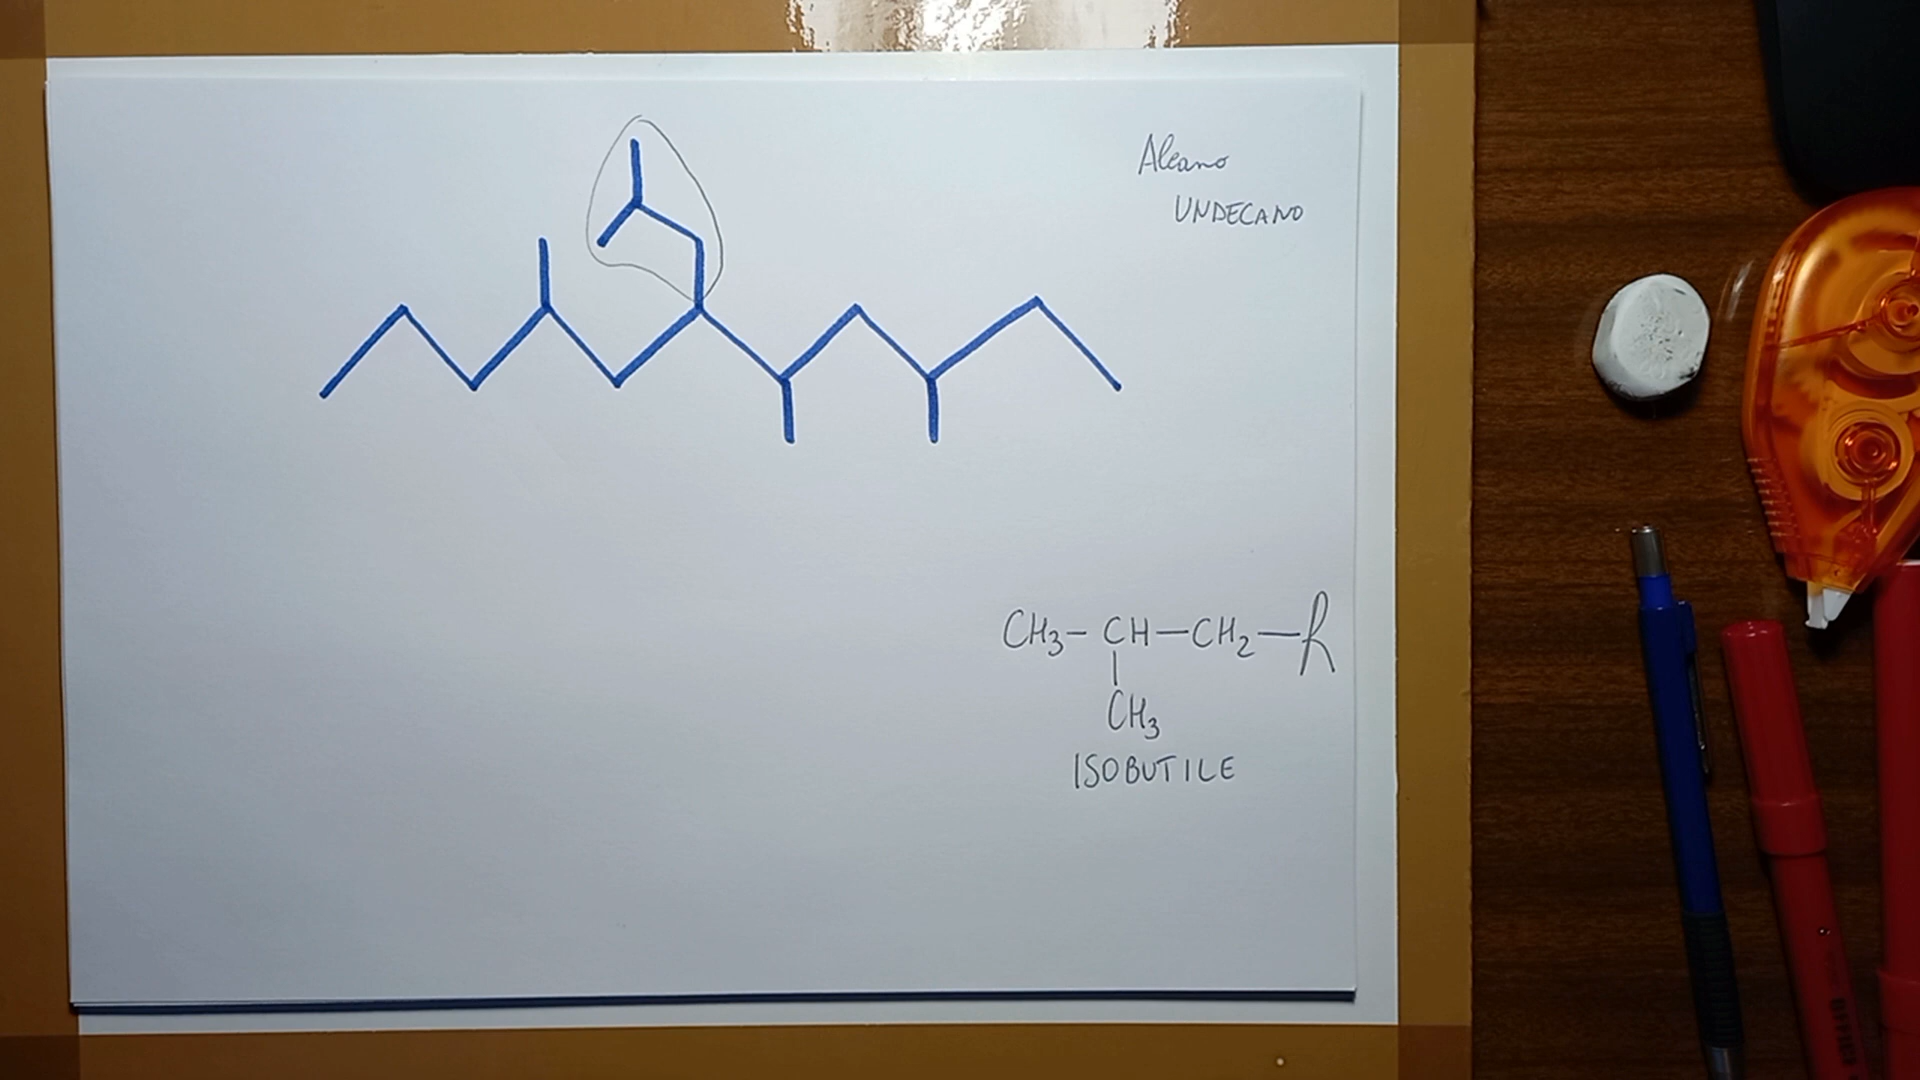 Alcano
UNDECANO
CH3-CH-CH2-R
CH3
ISOBUTILE